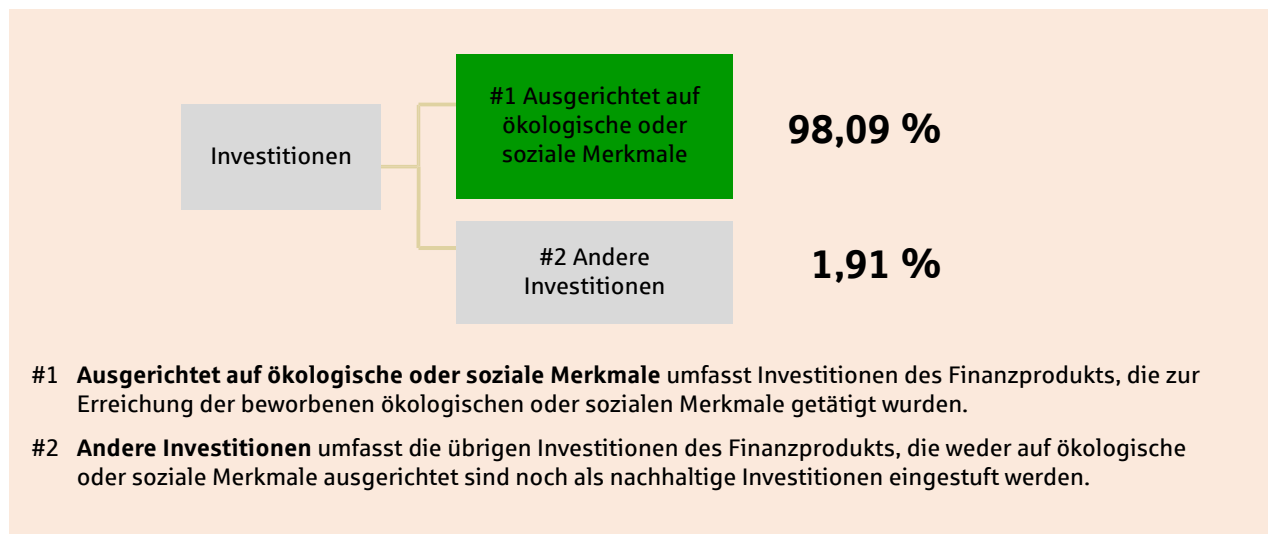 Investitionen
#1 Ausgerichtet auf
ökologische oder
soziale Merkmale
98,09 %
#2 Andere
Investitionen
1,91 %
#1 Ausgerichtet auf ökologische oder soziale Merkmale umfasst Investitionen des Finanzprodukts, die zur
Erreichung der beworbenen ökologischen oder sozialen Merkmale getätigt wurden.
#2 Andere Investitionen umfasst die übrigen Investitionen des Finanzprodukts, die weder auf ökologische
oder soziale Merkmale ausgerichtet sind noch als nachhaltige Investitionen eingestuft werden.